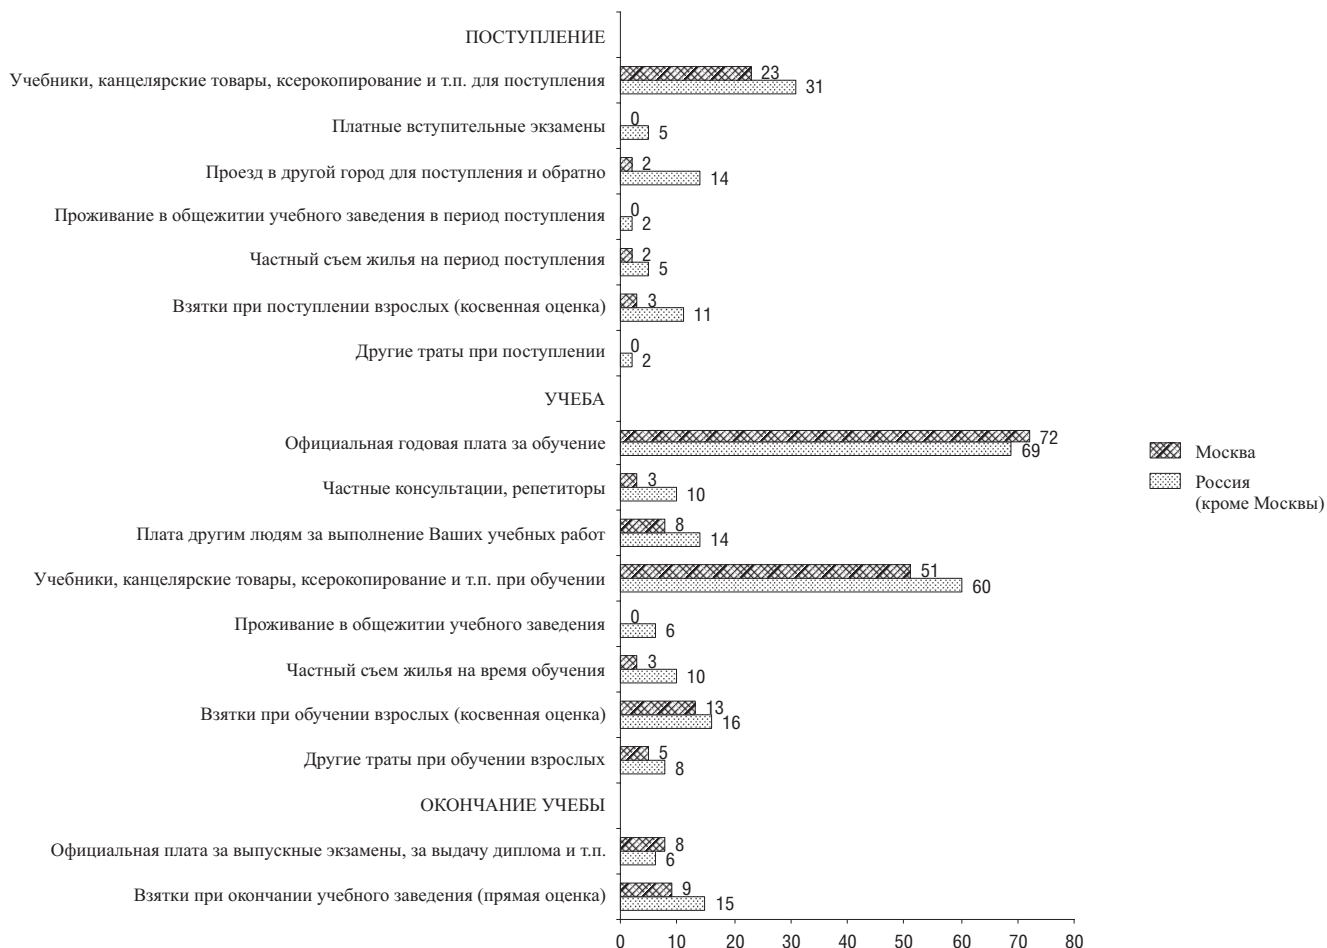 ПОСТУПЛЕНИЕ
Учебники, канцелярские товары, ксерокопирование и т.п. для поступления
23
31
Платные вступительные экзамены
0
5
Проезд в другой город для поступления и обратно
2
14
Проживание в общежитии учебного заведения в период поступления
0
2
Частный съем жилья на период поступления
2
5
Взятки при поступлении взрослых (косвенная оценка)
3
11
Другие траты при поступлении
0
2
УЧЕБА
Официальная годовая плата за обучение
72
69
Частные консультации, репетиторы
3
10
Плата другим людям за выполнение Ваших учебных работ
8
14
Учебники, канцелярские товары, ксерокопирование и т.п. при обучении
51
60
Проживание в общежитии учебного заведения
0
6
Частный съем жилья на время обучения
3
10
Взятки при обучении взрослых (косвенная оценка)
13
16
Другие траты при обучении взрослых
5
8
ОКОНЧАНИЕ УЧЕБЫ
Официальная плата за выпускные экзамены, за выдачу диплома и т.п.
8
6
Взятки при окончании учебного заведения (прямая оценка)
9
15
0 10 20 30 40 50 60 70 80
Москва
Россия
(кроме Москвы)